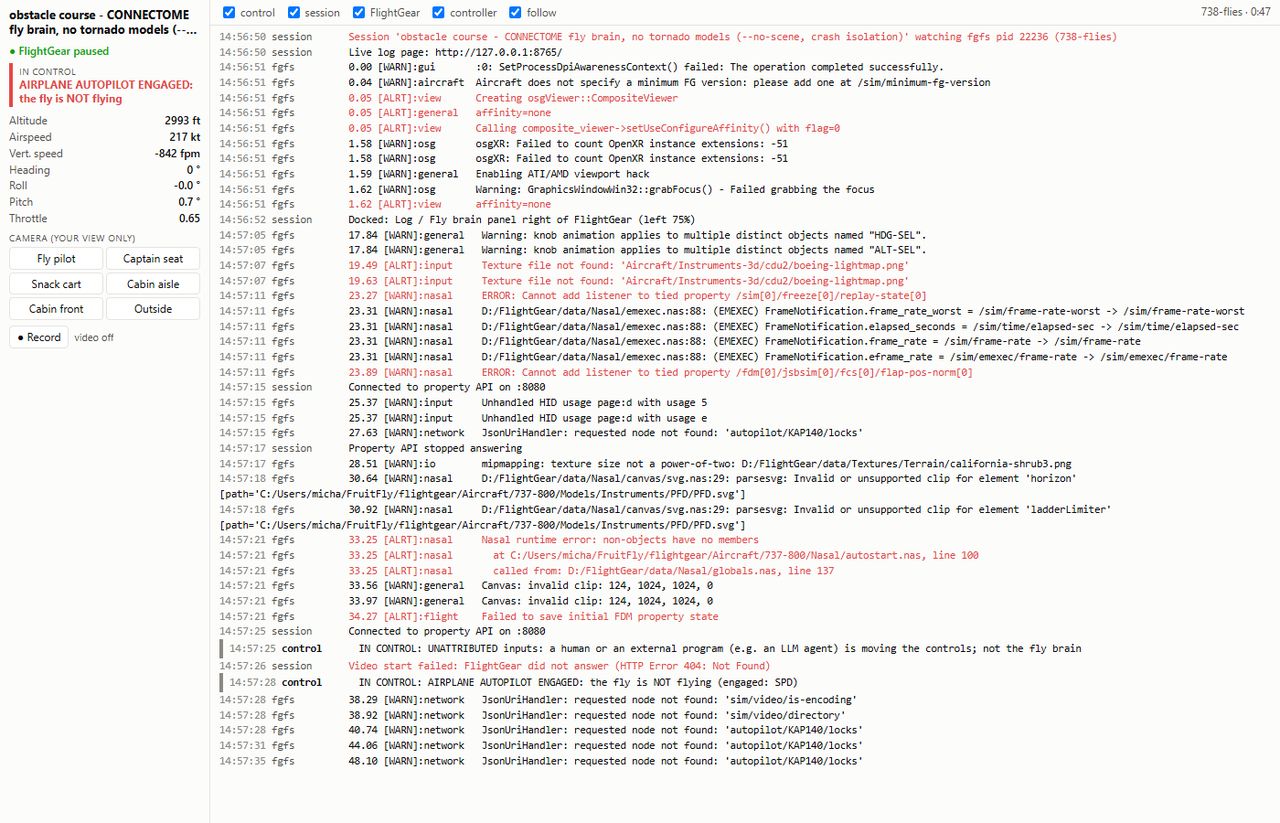 obstacle course - CONNECTOME
fly brain, no tornado models (--...
● FlightGear paused
IN CONTROL
AIRPLANE AUTOPILOT ENGAGED:
the fly is NOT flying
Altitude 2993 ft
Airspeed 217 kt
Vert. speed -842 fpm
Heading 0 °
Roll -0.0 °
Pitch 0.7 °
Throttle 0.65
CAMERA (YOUR VIEW ONLY)
Fly pilot Captain seat
Snack cart Cabin aisle
Cabin front Outside
● Record video off
control session FlightGear controller follow 738-flies · 0:47
14:56:50 session Session 'obstacle course - CONNECTOME fly brain, no tornado models (--no-scene, crash isolation)' watching fgfs pid 22236 (738-flies)
14:56:50 session Live log page: http://127.0.0.1:8765/
14:56:51 fgfs 0.00 [WARN]:gui :0: SetProcessDpiAwarenessContext() failed: The operation completed successfully.
14:56:51 fgfs 0.04 [WARN]:aircraft Aircraft does not specify a minimum FG version: please add one at /sim/minimum-fg-version
14:56:51 fgfs 0.05 [ALRT]:view Creating osgViewer::CompositeViewer
14:56:51 fgfs 0.05 [ALRT]:general affinity=none
14:56:51 fgfs 0.05 [ALRT]:view Calling composite_viewer->setUseConfigureAffinity() with flag=0
14:56:51 fgfs 1.58 [WARN]:osg osgXR: Failed to count OpenXR instance extensions: -51
14:56:51 fgfs 1.58 [WARN]:osg osgXR: Failed to count OpenXR instance extensions: -51
14:56:51 fgfs 1.59 [WARN]:general Enabling ATI/AMD viewport hack
14:56:51 fgfs 1.62 [WARN]:osg Warning: GraphicsWindowWin32::grabFocus() - Failed grabbing the focus
14:56:51 fgfs 1.62 [ALRT]:view affinity=none
14:56:52 session Docked: Log / Fly brain panel right of FlightGear (left 75%)
14:57:05 fgfs 17.84 [WARN]:general Warning: knob animation applies to multiple distinct objects named "HDG-SEL".
14:57:05 fgfs 17.84 [WARN]:general Warning: knob animation applies to multiple distinct objects named "ALT-SEL".
14:57:07 fgfs 19.49 [ALRT]:input Texture file not found: 'Aircraft/Instruments-3d/cdu2/boeing-lightmap.png'
14:57:07 fgfs 19.63 [ALRT]:input Texture file not found: 'Aircraft/Instruments-3d/cdu2/boeing-lightmap.png'
14:57:11 fgfs 23.27 [WARN]:nasal ERROR: Cannot add listener to tied property /sim[0]/freeze[0]/replay-state[0]
14:57:11 fgfs 23.31 [WARN]:nasal D:/FlightGear/data/Nasal/emexec.nas:88: (EMEXEC) FrameNotification.frame_rate_worst = /sim/frame-rate-worst -> /sim/frame-rate-worst
14:57:11 fgfs 23.31 [WARN]:nasal D:/FlightGear/data/Nasal/emexec.nas:88: (EMEXEC) FrameNotification.elapsed_seconds = /sim/time/elapsed-sec -> /sim/time/elapsed-sec
14:57:11 fgfs 23.31 [WARN]:nasal D:/FlightGear/data/Nasal/emexec.nas:88: (EMEXEC) FrameNotification.frame_rate = /sim/frame-rate -> /sim/frame-rate
14:57:11 fgfs 23.31 [WARN]:nasal D:/FlightGear/data/Nasal/emexec.nas:88: (EMEXEC) FrameNotification.eframe_rate = /sim/emexec/frame-rate -> /sim/emexec/frame-rate
14:57:11 fgfs 23.89 [WARN]:nasal ERROR: Cannot add listener to tied property /fdm[0]/jsbsim[0]/fcs[0]/flap-pos-norm[0]
14:57:15 session Connected to property API on :8080
14:57:15 fgfs 25.37 [WARN]:input Unhandled HID usage page:d with usage 5
14:57:15 fgfs 25.37 [WARN]:input Unhandled HID usage page:d with usage e
14:57:15 fgfs 27.63 [WARN]:network JsonUriHandler: requested node not found: 'autopilot/KAP140/locks'
14:57:17 session Property API stopped answering
14:57:17 fgfs 28.51 [WARN]:io mipmapping: texture size not a power-of-two: D:/FlightGear/data/Textures/Terrain/california-shrub3.png
14:57:18 fgfs 30.64 [WARN]:nasal D:/FlightGear/data/Nasal/canvas/svg.nas:29: parsesvg: Invalid or unsupported clip for element 'horizon'
[path='C:/Users/micha/FruitFly/flightgear/Aircraft/737-800/Models/Instruments/PFD/PFD.svg']
14:57:18 fgfs 30.92 [WARN]:nasal D:/FlightGear/data/Nasal/canvas/svg.nas:29: parsesvg: Invalid or unsupported clip for element 'ladderLimiter'
[path='C:/Users/micha/FruitFly/flightgear/Aircraft/737-800/Models/Instruments/PFD/PFD.svg']
14:57:21 fgfs 33.25 [ALRT]:nasal Nasal runtime error: non-objects have no members
14:57:21 fgfs 33.25 [ALRT]:nasal at C:/Users/micha/FruitFly/flightgear/Aircraft/737-800/Nasal/autostart.nas, line 100
14:57:21 fgfs 33.25 [ALRT]:nasal called from: D:/FlightGear/data/Nasal/globals.nas, line 137
14:57:21 fgfs 33.56 [WARN]:general Canvas: invalid clip: 124, 1024, 1024, 0
14:57:21 fgfs 33.97 [WARN]:general Canvas: invalid clip: 124, 1024, 1024, 0
14:57:21 fgfs 34.27 [ALRT]:flight Failed to save initial FDM property state
14:57:25 session Connected to property API on :8080
14:57:25 control IN CONTROL: UNATTRIBUTED inputs: a human or an external program (e.g. an LLM agent) is moving the controls; not the fly brain
14:57:26 session Video start failed: FlightGear did not answer (HTTP Error 404: Not Found)
14:57:28 control IN CONTROL: AIRPLANE AUTOPILOT ENGAGED: the fly is NOT flying (engaged: SPD)
14:57:28 fgfs 38.29 [WARN]:network JsonUriHandler: requested node not found: 'sim/video/is-encoding'
14:57:28 fgfs 38.92 [WARN]:network JsonUriHandler: requested node not found: 'sim/video/directory'
14:57:28 fgfs 40.74 [WARN]:network JsonUriHandler: requested node not found: 'autopilot/KAP140/locks'
14:57:31 fgfs 44.06 [WARN]:network JsonUriHandler: requested node not found: 'autopilot/KAP140/locks'
14:57:35 fgfs 48.10 [WARN]:network JsonUriHandler: requested node not found: 'autopilot/KAP140/locks'